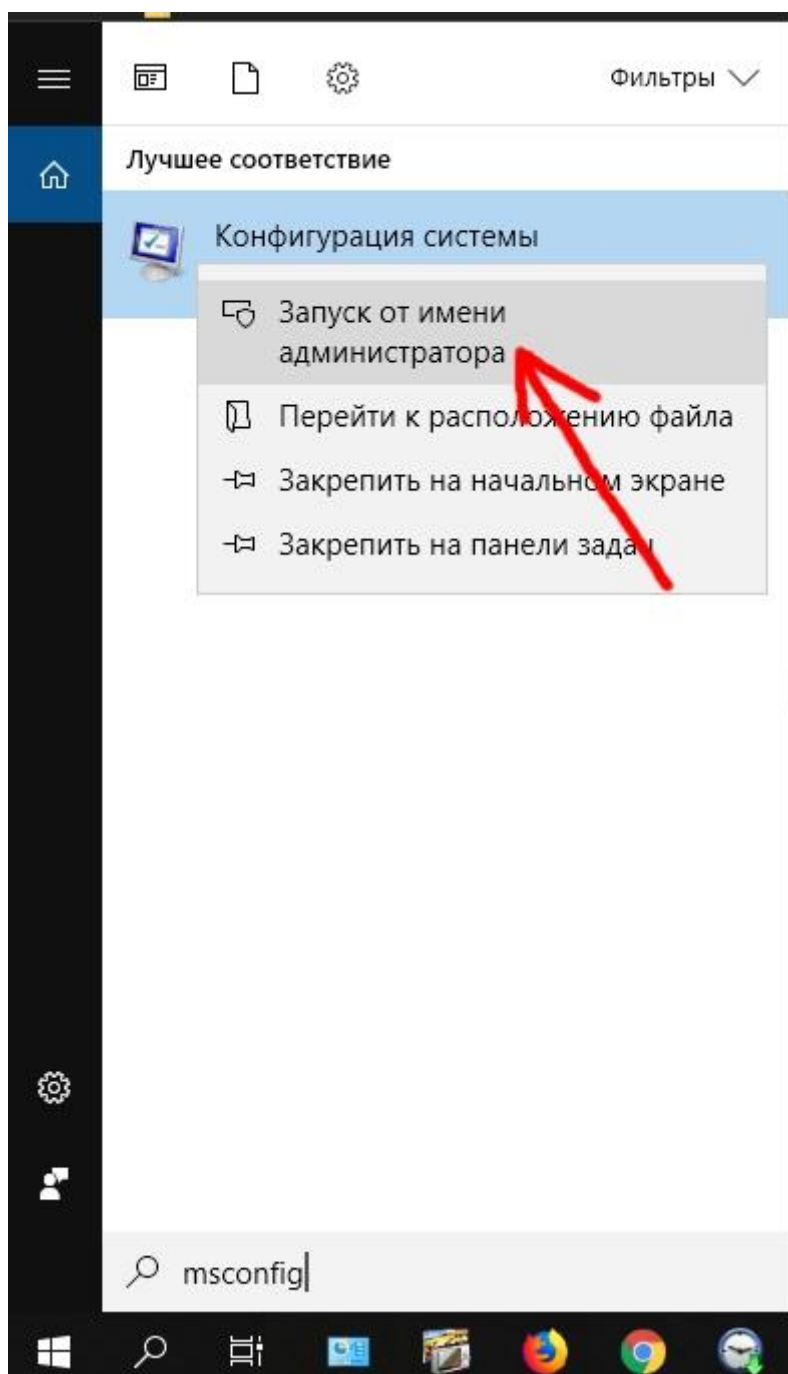 Фильтры
Лучшее соответствие
Конфигурация системы
Запуск от имени
администратора
Перейти к расположению файла
Закрепить на начальном экране
Закрепить на панели задач
msconfig